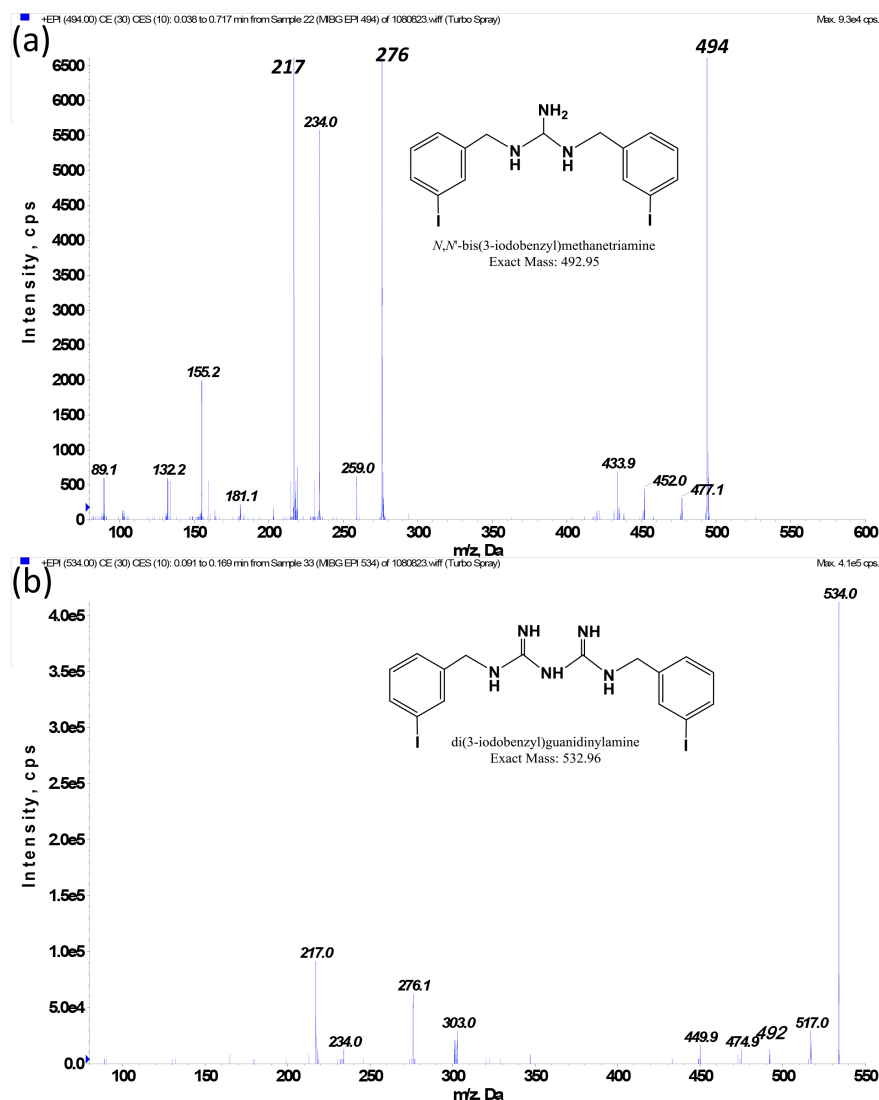 +EPI (494.00) CE (30) CES (10): 0.038 to 0.717 min from Sample 22 (MIBG EPI 494) of 1080823.wiff (Turbo Spray) Max. 9.3e4 cps.
(a)
Intensity, cps
6500
6000
5500
5000
4500
4000
3500
3000
2500
2000
1500
1000
500
0
217
276
494
234.0
155.2
89.1
132.2
181.1
259.0
433.9
452.0
477.1
NH2
N
H
N
H
I
I
N,N'-bis(3-iodobenzyl)methanetriamine
Exact Mass: 492.95
100 150 200 250 300 350 400 450 500 550 600
m/z, Da
+EPI (534.00) CE (30) CES (10): 0.091 to 0.169 min from Sample 33 (MIBG EPI 534) of 1080823.wiff (Turbo Spray) Max. 4.1e5 cps.
(b)
Intensity, cps
4.0e5
3.5e5
3.0e5
2.5e5
2.0e5
1.5e5
1.0e5
5.0e4
0.0
534.0
NH NH
N
H
NH
N
H
I
I
di(3-iodobenzyl)guanidinylamine
Exact Mass: 532.96
217.0
234.0
276.1
303.0
449.9
474.9
492
517.0
100 150 200 250 300 350 400 450 500 550
m/z, Da